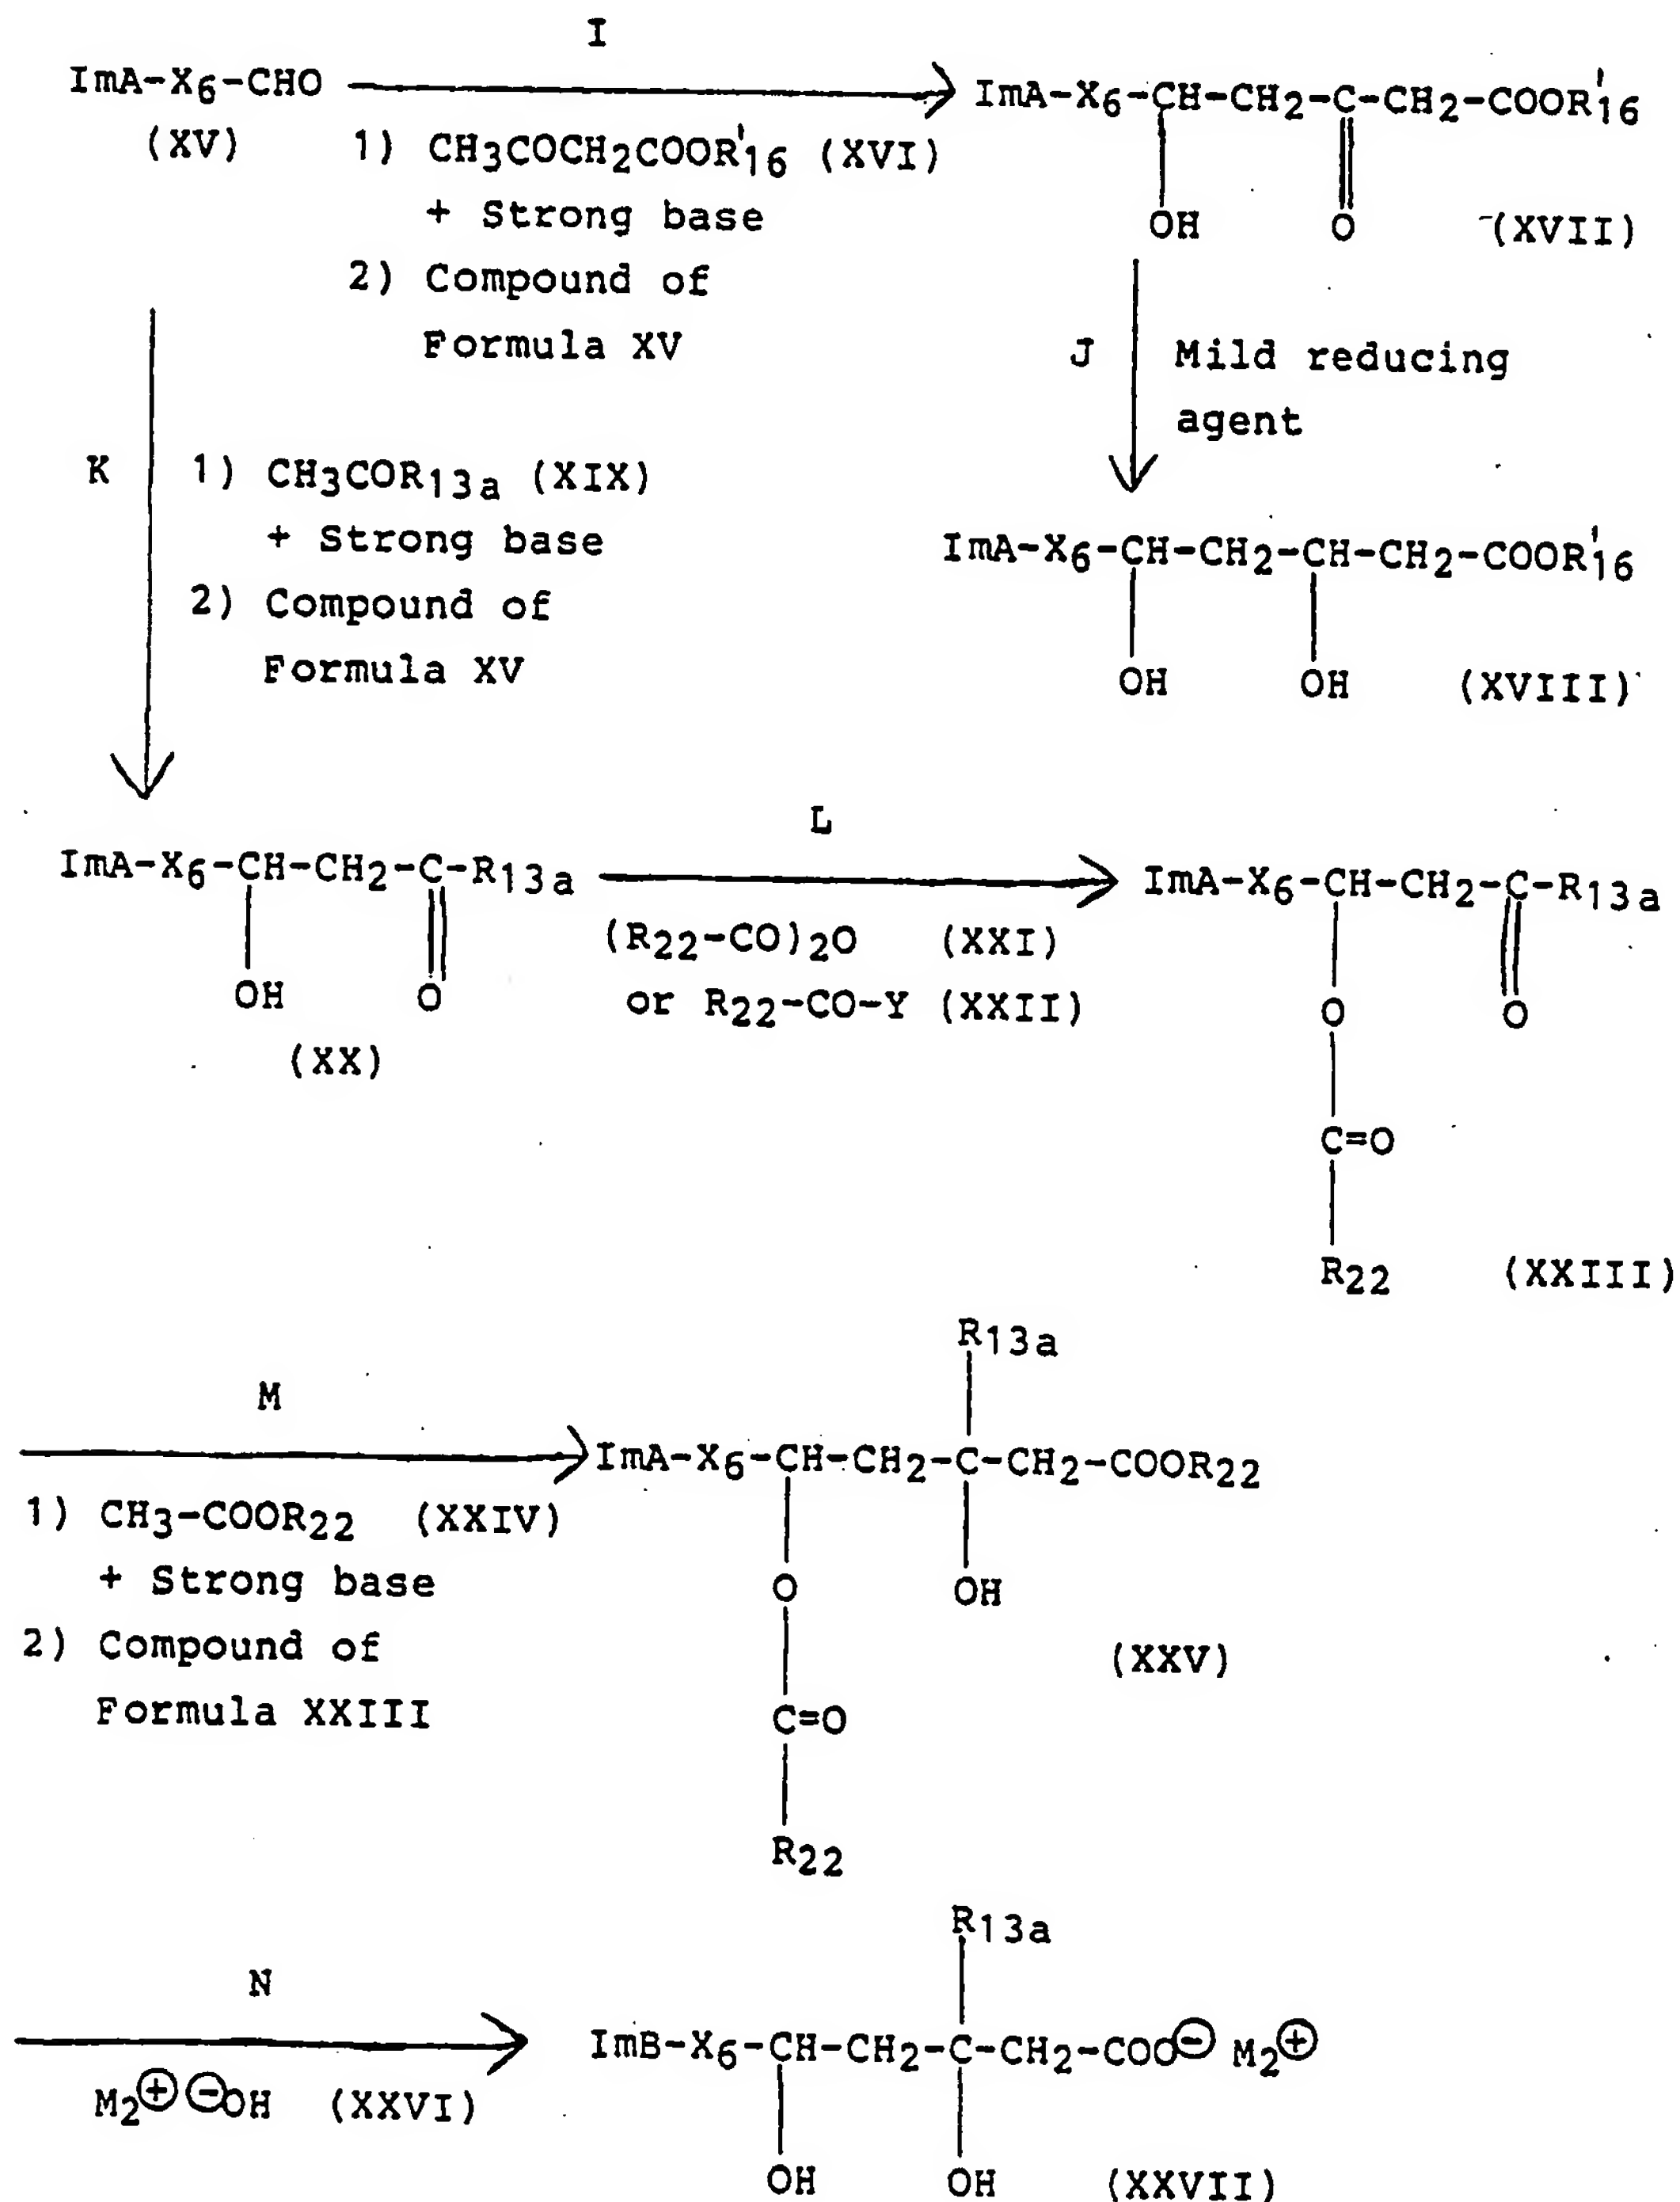 I
ImA-X6-CHO
(XV)
1) CH3COCH2COOR'16 (XVI)
+ Strong base
2) Compound of
Formula XV
ImA-X6-CH-CH2-C-CH2-COOR'16
OH O (XVII)
J Mild reducing
agent
ImA-X6-CH-CH2-CH-CH2-COOR'16
OH OH (XVIII)
K 1) CH3COR13a (XIX)
+ Strong base
2) Compound of
Formula XV
ImA-X6-CH-CH2-C-R13a
OH O
(XX)
L
(R22-CO)2O (XXI)
or R22-CO-Y (XXII)
ImA-X6-CH-CH2-C-R13a
O O
C=O
R22 (XXIII)
M
1) CH3-COOR22 (XXIV)
+ Strong base
2) Compound of
Formula XXIII
R13a
ImA-X6-CH-CH2-C-CH2-COOR22
O OH
(XXV)
C=O
R22
N
M2⊕ ⊖OH (XXVI)
R13a
ImB-X6-CH-CH2-C-CH2-COO⊖ M2⊕
OH OH (XXVII)